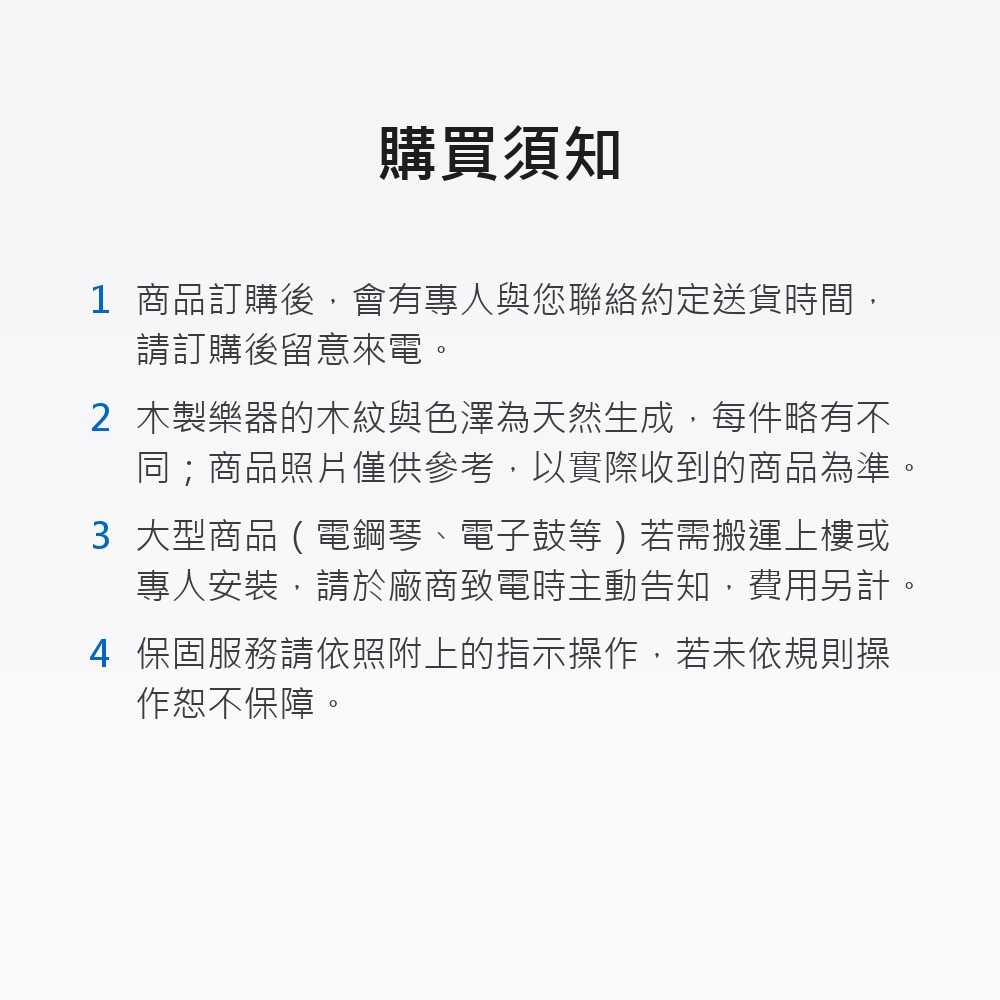 購買須知
1 商品訂購後，會有專人與您聯絡約定送貨時間，
請訂購後留意來電。
2 木製樂器的木紋與色澤為天然生成，每件略有不
同；商品照片僅供參考，以實際收到的商品為準。
3 大型商品（電鋼琴、電子鼓等）若需搬運上樓或
專人安裝，請於廠商致電時主動告知，費用另計。
4 保固服務請依照附上的指示操作，若未依規則操
作恕不保障。